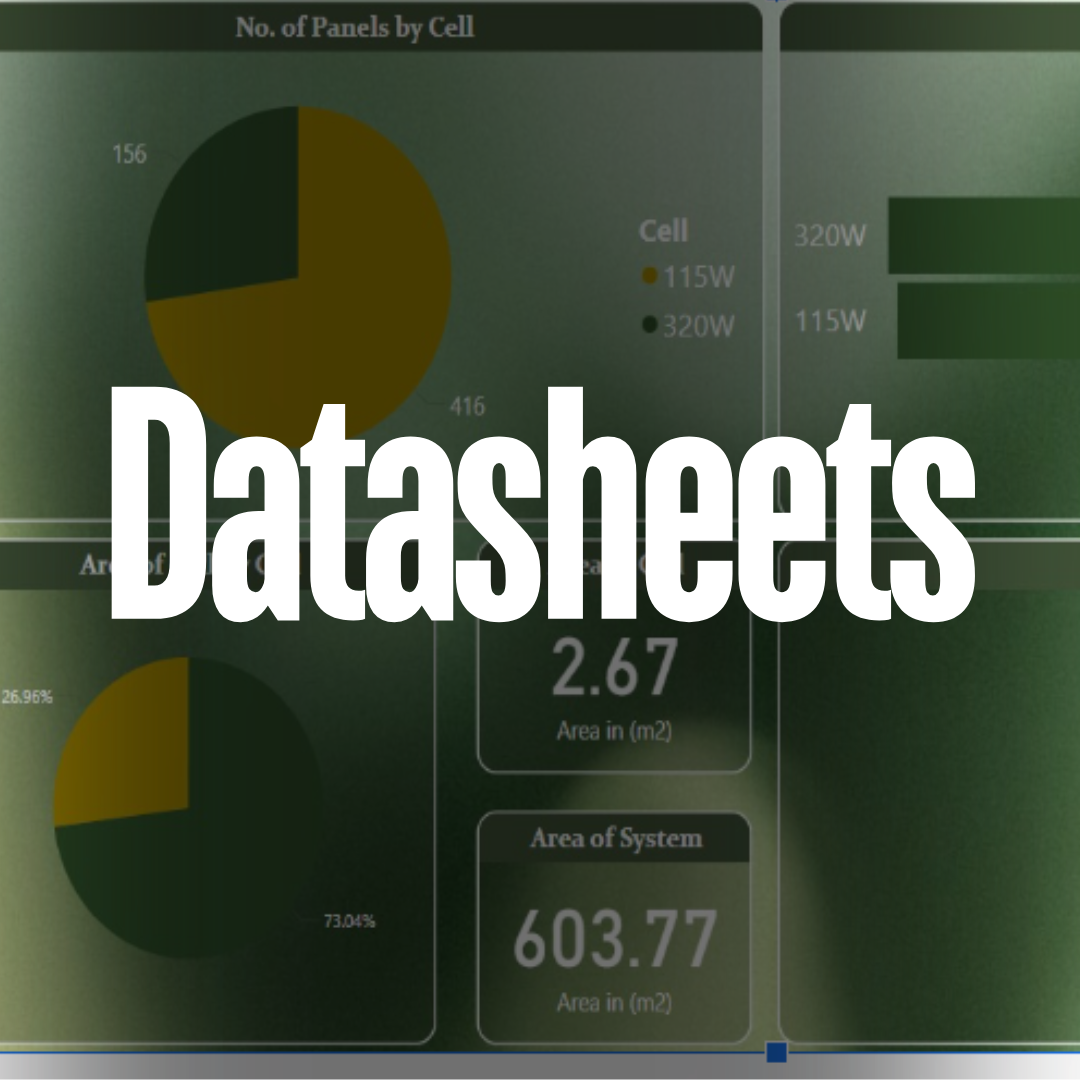 No. of Panels by Cell
156
416
Cell
115W
320W
320W
115W
Datasheets
of
26.96%
73.04%
2.67
Area in (m2)
Area of System
603.77
Area in (m2)